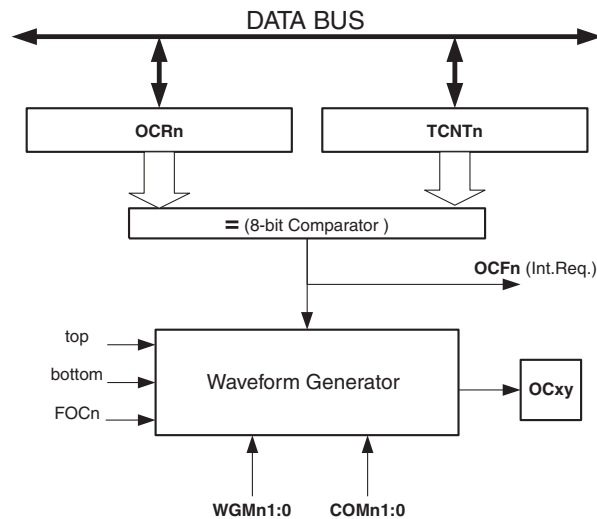 DATA BUS
OCRn
TCNTn
= (8-bit Comparator )
OCFn (Int.Req.)
top
bottom
FOCn
Waveform Generator
OCxy
WGMn1:0
COMn1:0